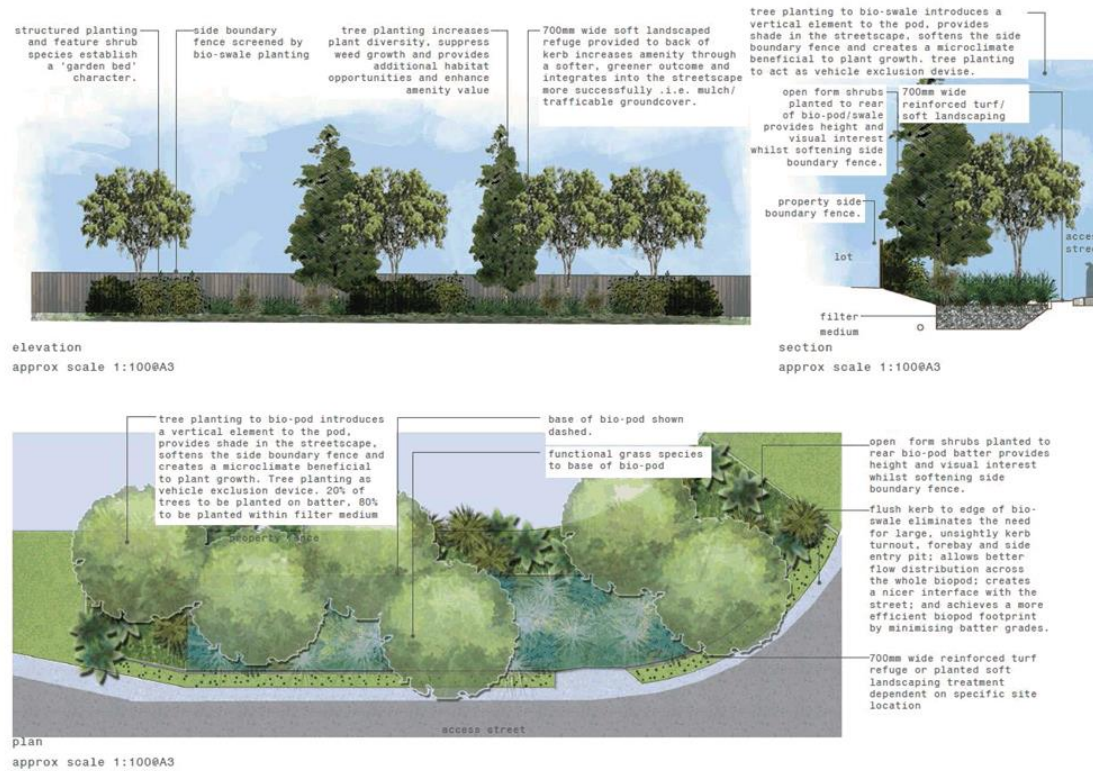 structured planting
and feature shrub
species establish
a 'garden bed'
character.
side boundary
fence screened by
bio-swale planting
tree planting increases
plant diversity, suppress
weed growth and provides
additional habitat
opportunities and enhance
amenity value
700mm wide soft landscaped
refuge provided to back of
kerb increases amenity through
a softer, greener outcome and
integrates into the streetscape
more successfully .i.e. mulch/
trafficable groundcover.
elevation
approx scale 1:100@A3
tree planting to bio-swale introduces a
vertical element to the pod, provides
shade in the streetscape, softens the side
boundary fence and creates a microclimate
beneficial to plant growth. tree planting
to act as vehicle exclusion devise.
open form shrubs
planted to rear
of bio-pod/swale
provides height and
visual interest
whilst softening side
boundary fence.
700mm wide
reinforced turf/
soft landscaping
property side
boundary fence.
lot
acces
stree
filter
medium
section
approx scale 1:100@A3
tree planting to bio-pod introduces
a vertical element to the pod,
provides shade in the streetscape,
softens the side boundary fence and
creates a microclimate beneficial
to plant growth. Tree planting as
vehicle exclusion device. 20% of
trees to be planted on batter, 80%
to be planted within filter medium
property fence
base of bio-pod shown
dashed.
functional grass species
to base of bio-pod
open form shrubs planted to
rear bio-pod batter provides
height and visual interest
whilst softening side
boundary fence.
flush kerb to edge of bio-
swale eliminates the need
for large, unsightly kerb
turnout, forebay and side
entry pit; allows better
flow distribution across
the whole biopod; creates
a nicer interface with the
street; and achieves a more
efficient biopod footprint
by minimising batter grades.
700mm wide reinforced turf
refuge or planted soft
landscaping treatment
dependent on specific site
location
access street
plan
approx scale 1:100@A3